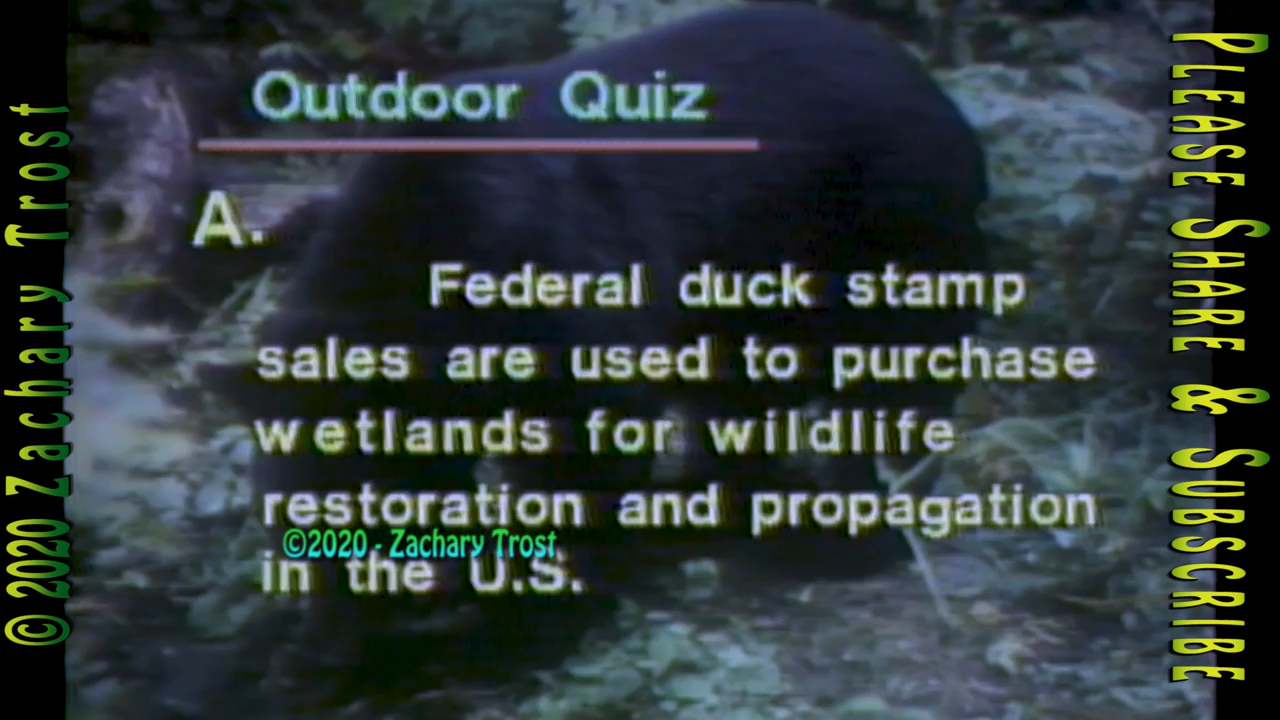 © 2020 Zachary Trost
Outdoor Quiz
A.
Federal duck stamp
sales are used to purchase
wetlands for wildlife
restoration and propagation
©2020 - Zachary Trost
in the U.S.
PLEASE SHARE & SUBSCRIBE